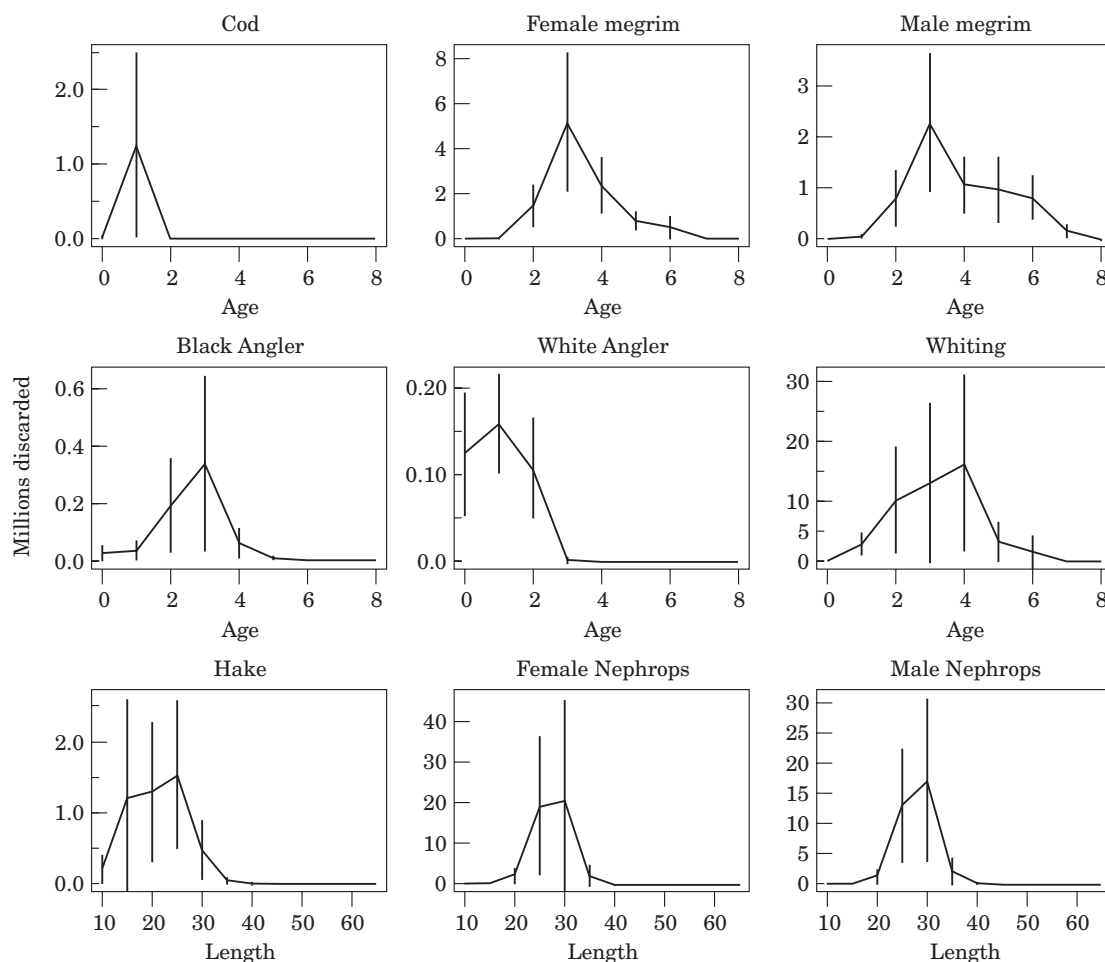 Cod
Female megrim
Male megrim
2.0
1.0
0.0
8
6
4
2
0
3
2
1
0
0 2 4 6 8
0 2 4 6 8
0 2 4 6 8
Age
Age
Age
Black Angler
White Angler
Whiting
Millions discarded
0.6
0.4
0.2
0.0
0.20
0.10
0.0
30
20
10
5
0
0 2 4 6 8
0 2 4 6 8
0 2 4 6 8
Age
Age
Age
Hake
Female Nephrops
Male Nephrops
2.0
1.0
0.0
40
30
20
10
0
30
25
20
15
10
5
0
10 20 30 40 50 60
10 20 30 40 50 60
10 20 30 40 50 60
Length
Length
Length